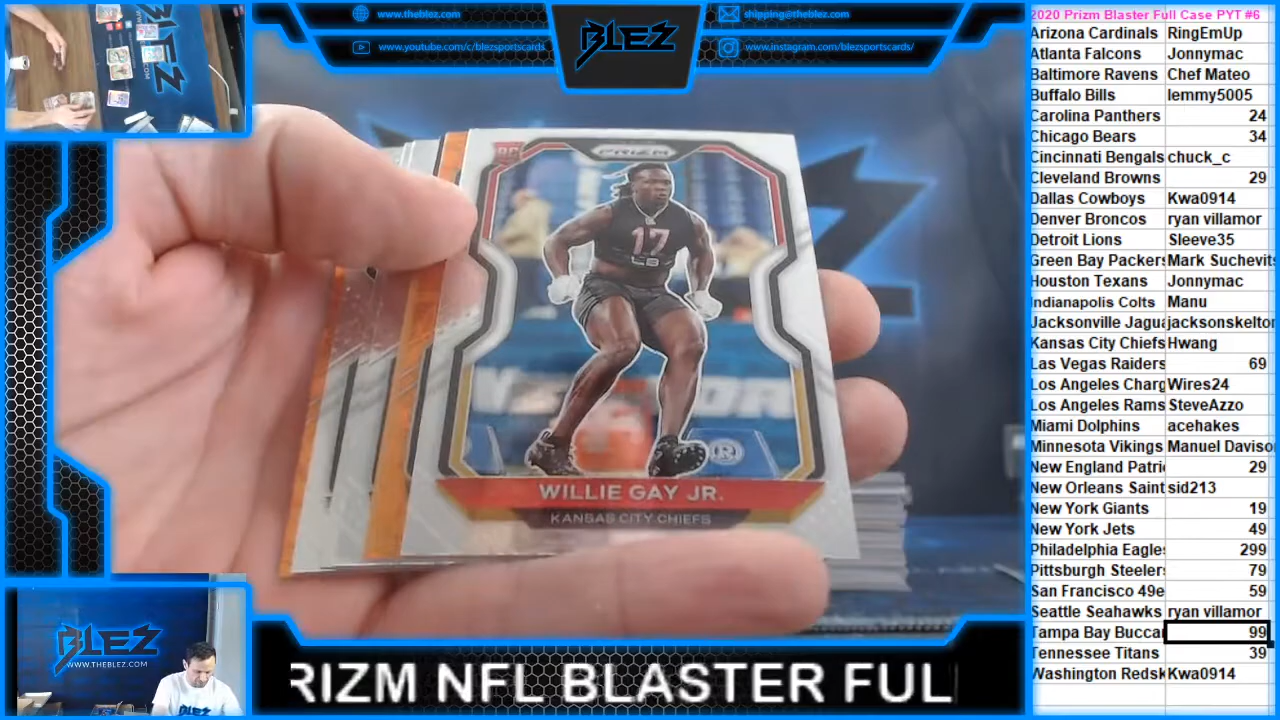 www.theblez.com
shipping@theblez.com
www.youtube.com/c/blezsportscards
www.instagram.com/blezsportscards/
BLEZ
2020 Prizm Blaster Full Case PYT #6
Arizona Cardinals RingEmUp
Atlanta Falcons Jonnymac
Baltimore Ravens Chef Mateo
Buffalo Bills lemmy5005
Carolina Panthers 24
Chicago Bears 34
Cincinnati Bengals chuck_c
Cleveland Browns 29
Dallas Cowboys Kwa0914
Denver Broncos ryan villamor
Detroit Lions Sleeve35
Green Bay Packers Mark Suchevits
Houston Texans Jonnymac
Indianapolis Colts Manu
Jacksonville Jagua jacksonskelton
Kansas City Chiefs Hwang
Las Vegas Raiders 69
Los Angeles Charg Wires24
Los Angeles Rams SteveAzzo
Miami Dolphins acehakes
Minnesota Vikings Manuel Daviso
New England Patri 29
New Orleans Saint sid213
New York Giants 19
New York Jets 49
Philadelphia Eagles 299
Pittsburgh Steelers 79
San Francisco 49e 59
Seattle Seahawks ryan villamor
Tampa Bay Buccan 99
Tennessee Titans 39
Washington Redsk Kwa0914
RC
PRIZM
17
LB
WILLIE GAY JR.
KANSAS CITY CHIEFS
BLEZ
WWW.THEBLEZ.COM
RIZM NFL BLASTER FUL